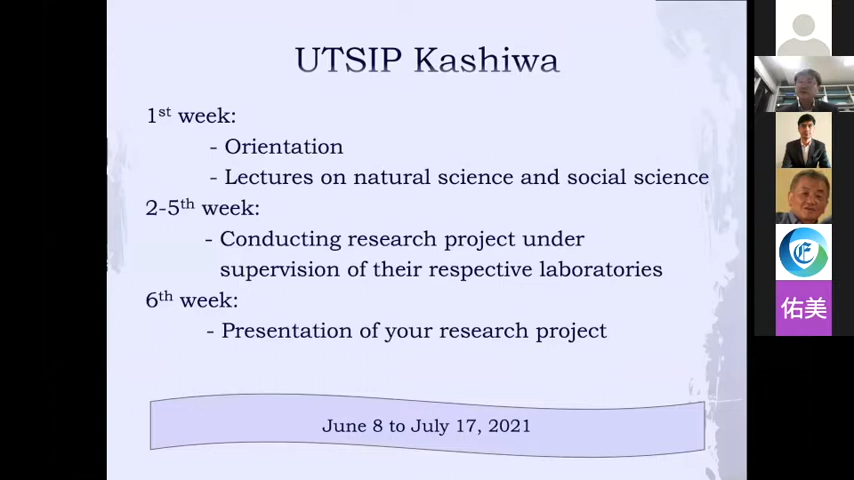 UTSIP Kashiwa
1st week:
- Orientation
- Lectures on natural science and social science
2-5th week:
- Conducting research project under
supervision of their respective laboratories
6th week:
- Presentation of your research project
June 8 to July 17, 2021
佑美